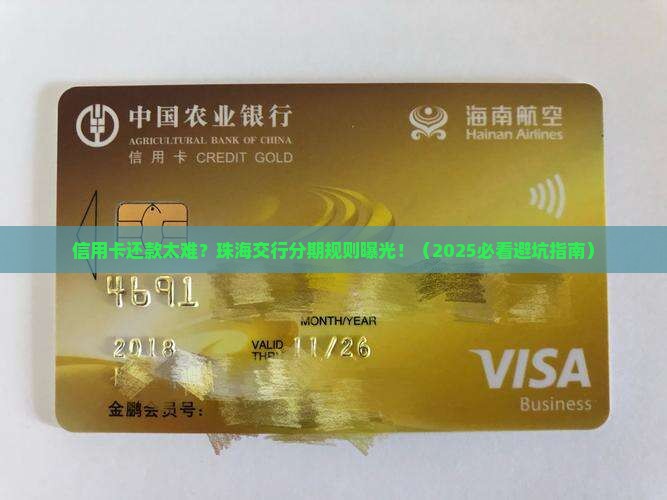 中国农业银行
AGRICULTURAL BANK OF CHINA
信用卡 CREDIT GOLD
海南航空
Hainan Airlines
信用卡还款太难？珠海交行分期规则曝光！（2025必看避坑指南）
4691
MONTH/YEAR
2018
VALID
THRU
11/26
VISA
Business
金鹏会员号：